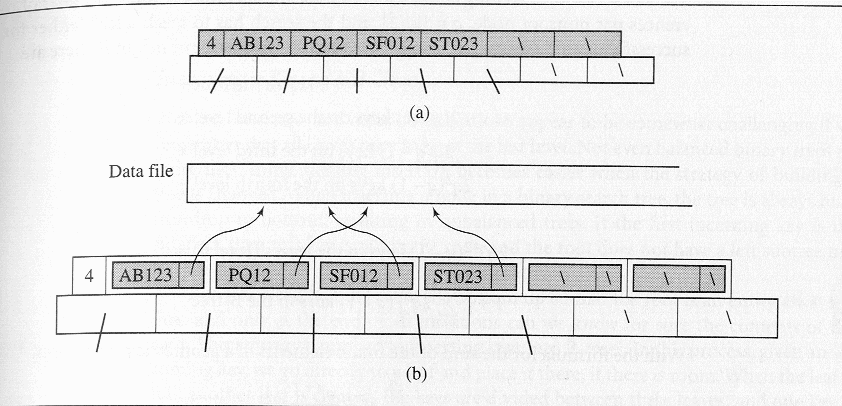 4 AB123 PQ12 SF012 ST023 \ \
\ \
(a)
Data file
4 AB123 PQ12 SF012 ST023 \ \ \ \
\ \
(b)